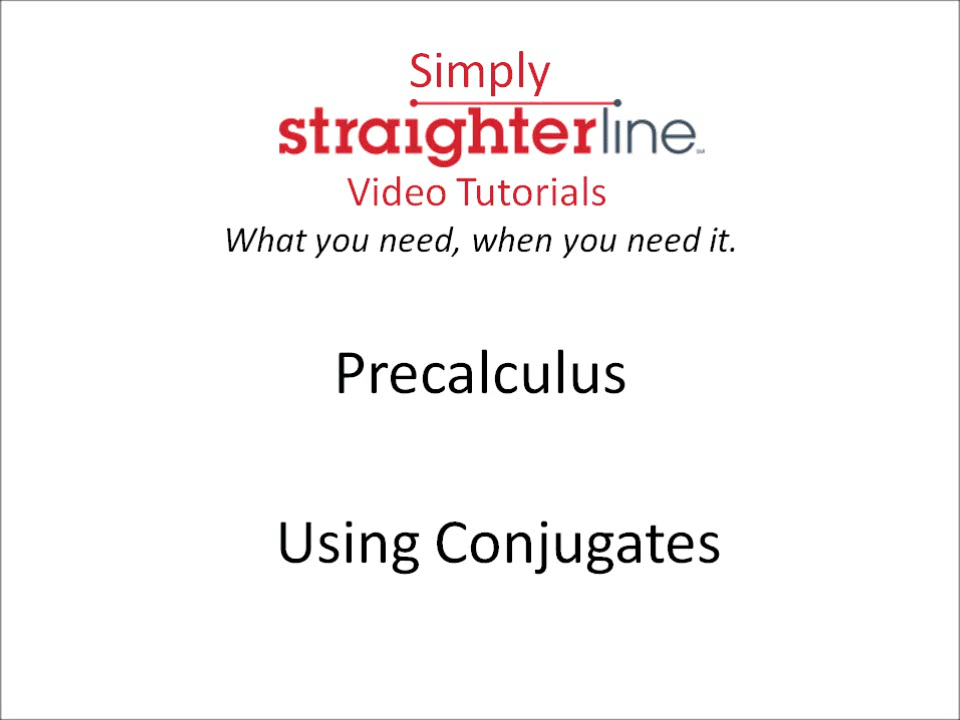 Simply
straighterline
Video Tutorials
What you need, when you need it.
Precalculus
Using Conjugates